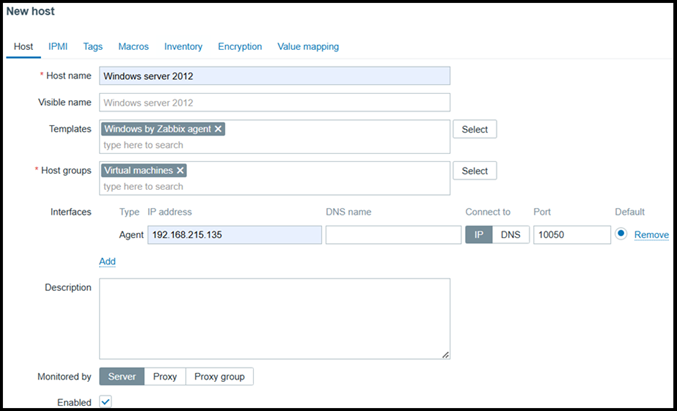 New host
Host IPMI Tags Macros Inventory Encryption Value mapping
* Host name Windows server 2012
Visible name Windows server 2012
Templates Windows by Zabbix agent ✕ Select
type here to search
* Host groups Virtual machines ✕ Select
type here to search
Interfaces Type IP address DNS name Connect to Port Default
Agent 192.168.215.135 IP DNS 10050 Remove
Add
Description
Monitored by Server Proxy Proxy group
Enabled